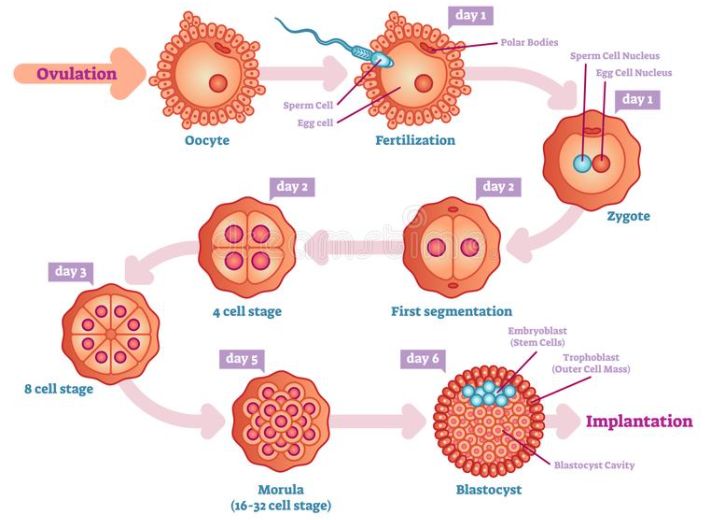 day 1
Polar Bodies
Ovulation
Sperm Cell
Egg cell
Oocyte
Fertilization
Sperm Cell Nucleus
Egg Cell Nucleus
day 1
Zygote
day 2
First segmentation
day 2
4 cell stage
day 3
8 cell stage
day 5
Morula
(16-32 cell stage)
day 6
Embryoblast
(Stem Cells)
Trophoblast
(Outer Cell Mass)
Implantation
Blastocyst Cavity
Blastocyst